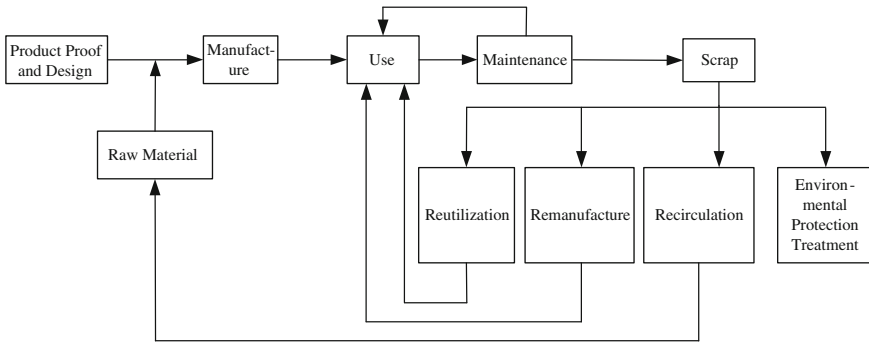 Product Proof
and Design
Manufact-
ure
Use
Maintenance
Scrap
Raw Material
Reutilization
Remanufacture
Recirculation
Environ-
mental
Protection
Treatment